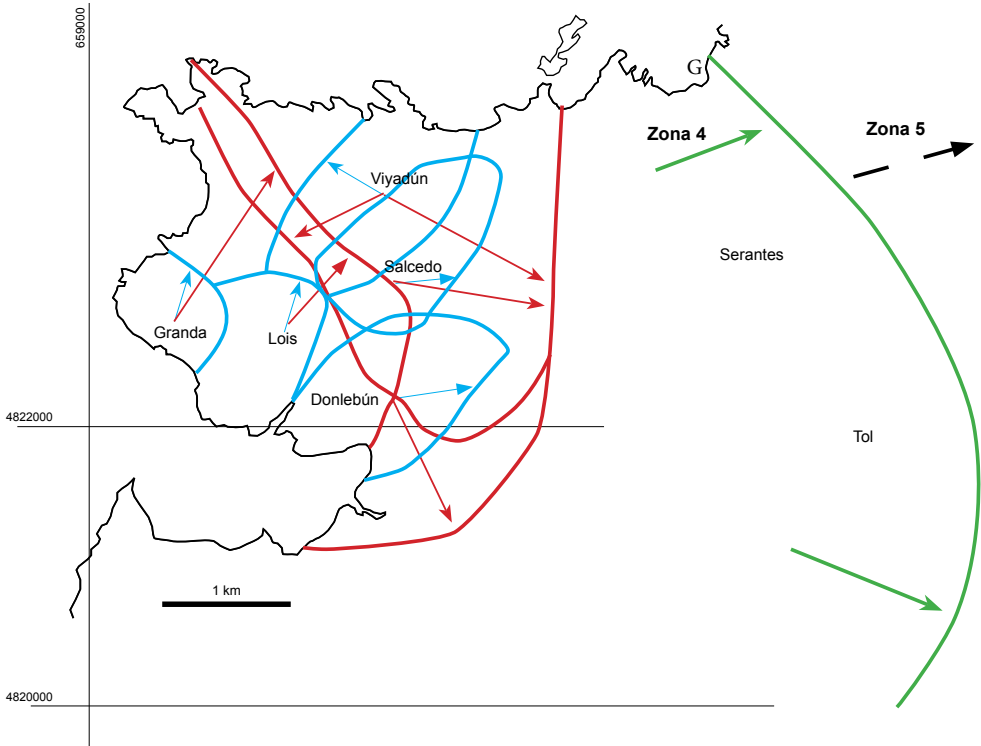 659000
G
Zona 4
Zona 5
Viyadún
Serantes
Salcedo
Granda
Lois
Donlebún
4822000
Tol
1 km
4820000